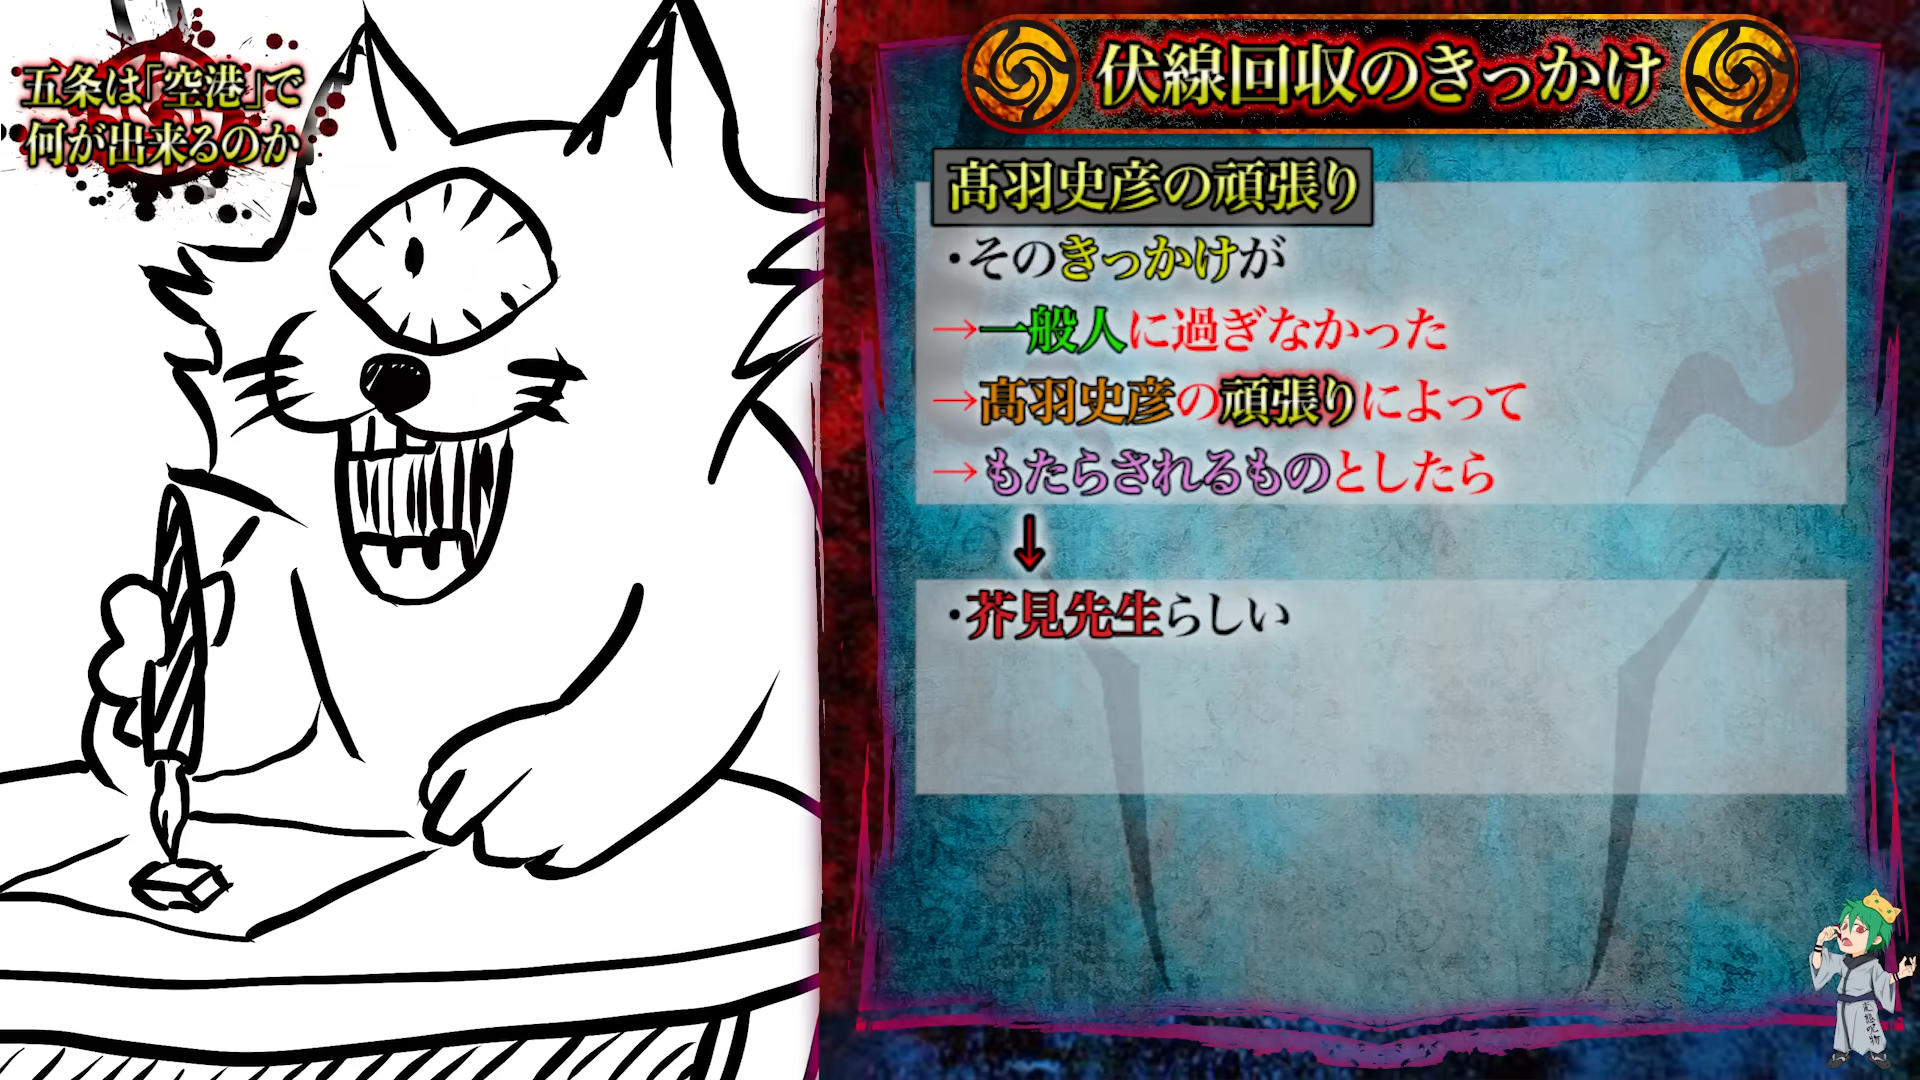 五条は「空港」で
何が出来るのか
伏線回収のきっかけ
髙羽史彦の頑張り
・そのきっかけが
→一般人に過ぎなかった
→髙羽史彦の頑張りによって
→もたらされるものとしたら
↓
・芥見先生らしい